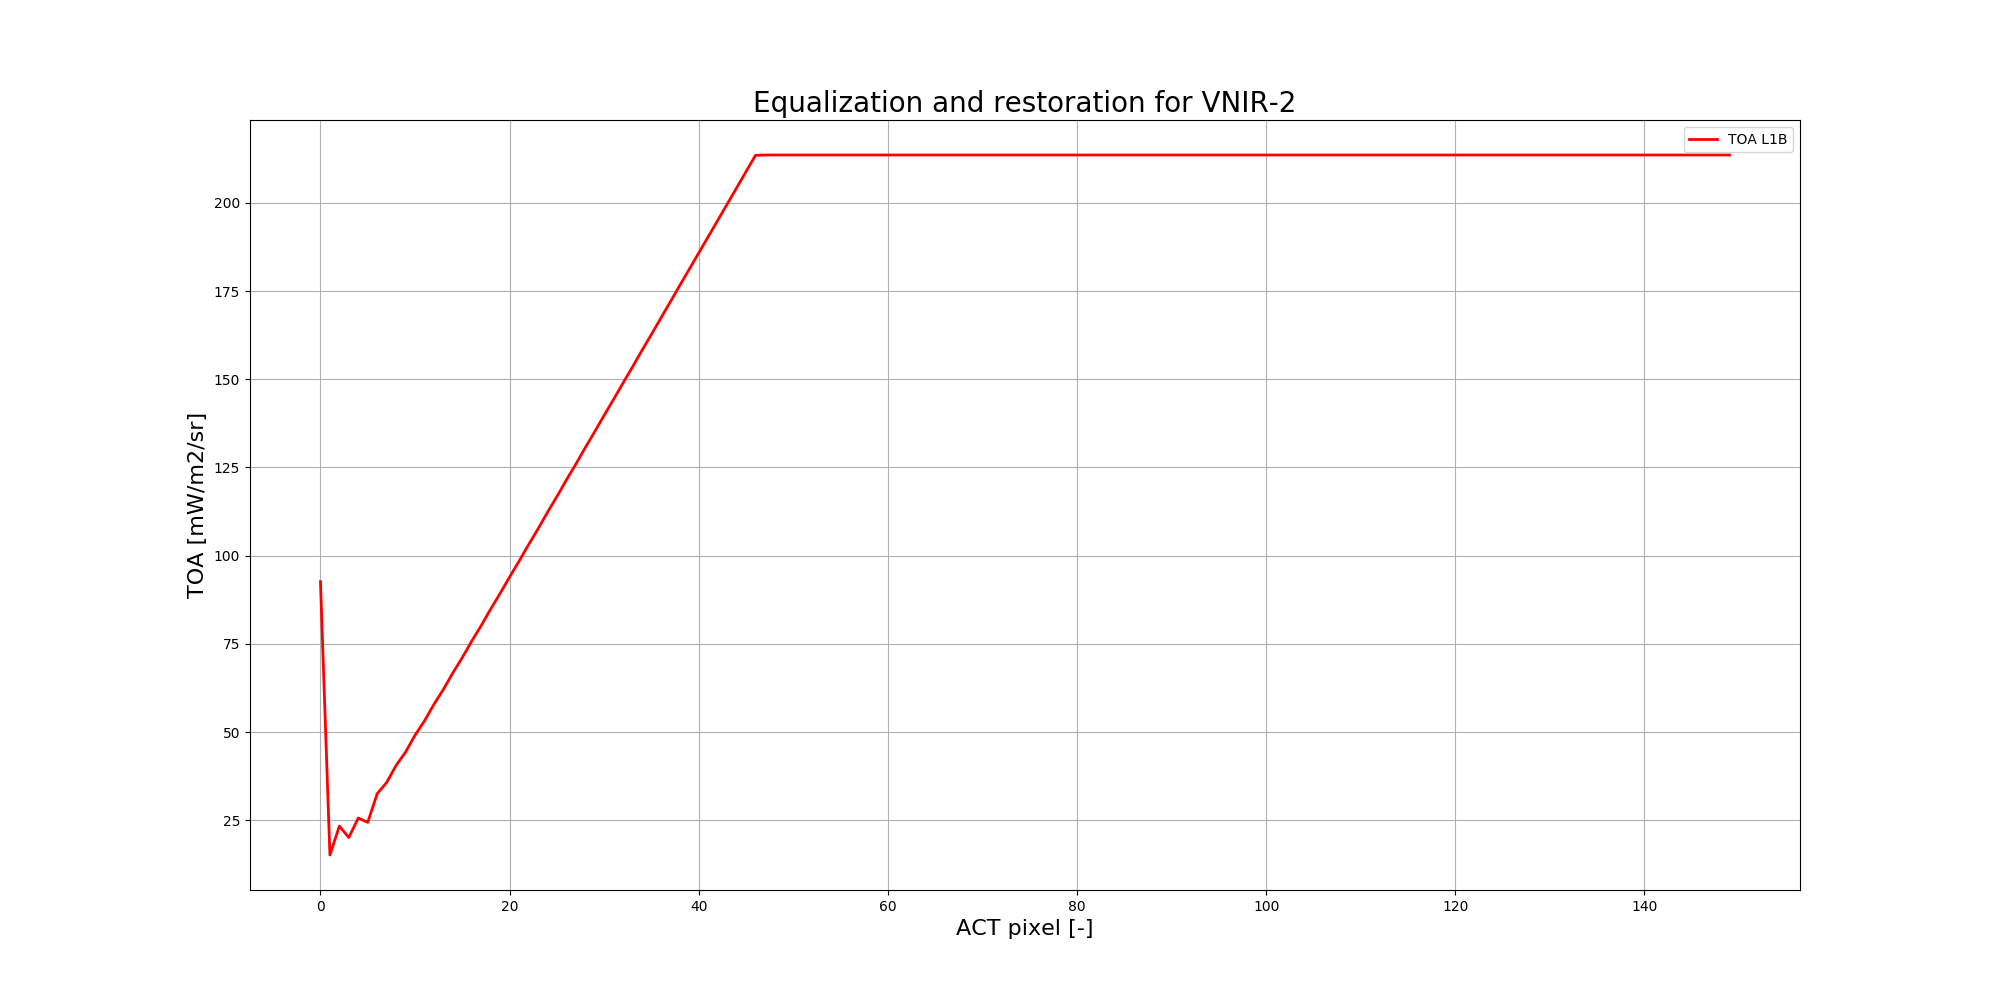 Equalization and restoration for VNIR-2
TOA L1B
200
175
150
125
100
75
50
25
TOA [mW/m2/sr]
0 20 40 60 80 100 120 140
ACT pixel [-]